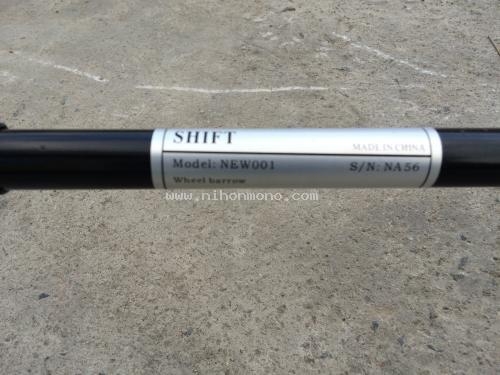 SHIFT
MADE IN CHINA
Model: NEW001 S/N: NA56
Wheel barrow
www.nihonmono.com